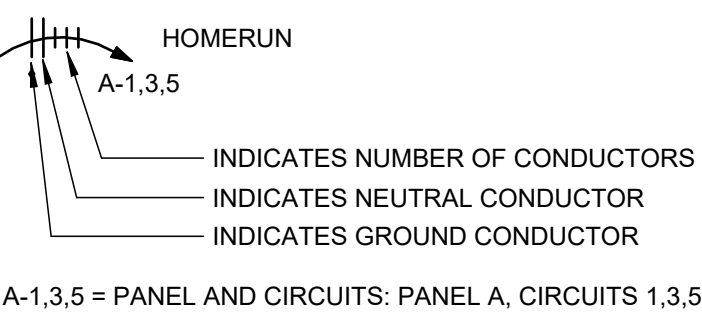 HOMERUN
A-1,3,5
INDICATES NUMBER OF CONDUCTORS
INDICATES NEUTRAL CONDUCTOR
INDICATES GROUND CONDUCTOR
A-1,3,5 = PANEL AND CIRCUITS: PANEL A, CIRCUITS 1,3,5